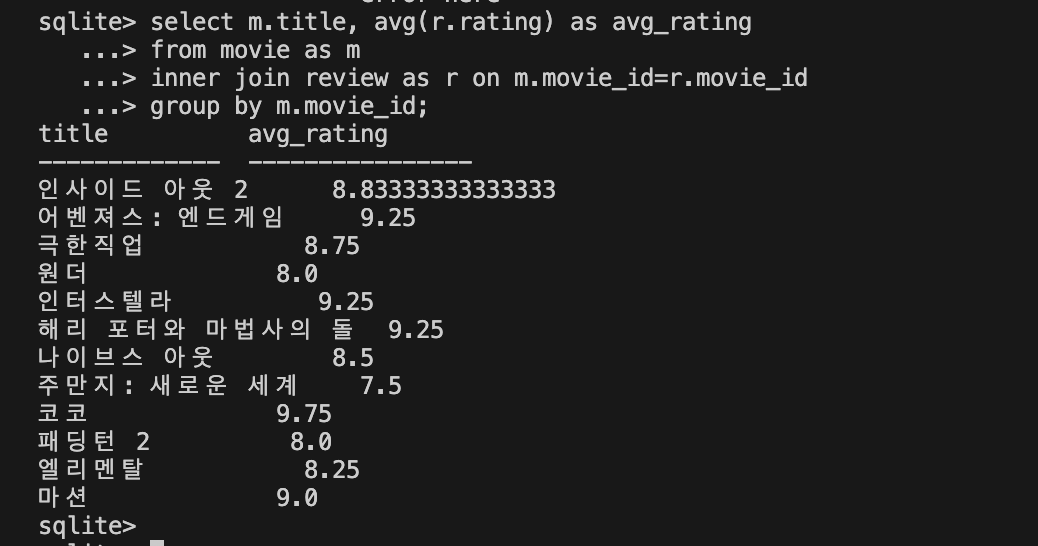 error here
sqlite> select m.title, avg(r.rating) as avg_rating
...> from movie as m
...> inner join review as r on m.movie_id=r.movie_id
...> group by m.movie_id;
title avg_rating
------------- ----------------
인사이드 아웃 2 8.83333333333333
어벤져스: 엔드게임 9.25
극한직업 8.75
원더 8.0
인터스텔라 9.25
해리 포터와 마법사의 돌 9.25
나이브스 아웃 8.5
주만지: 새로운 세계 7.5
코코 9.75
패딩턴 2 8.0
엘리멘탈 8.25
마션 9.0
sqlite>